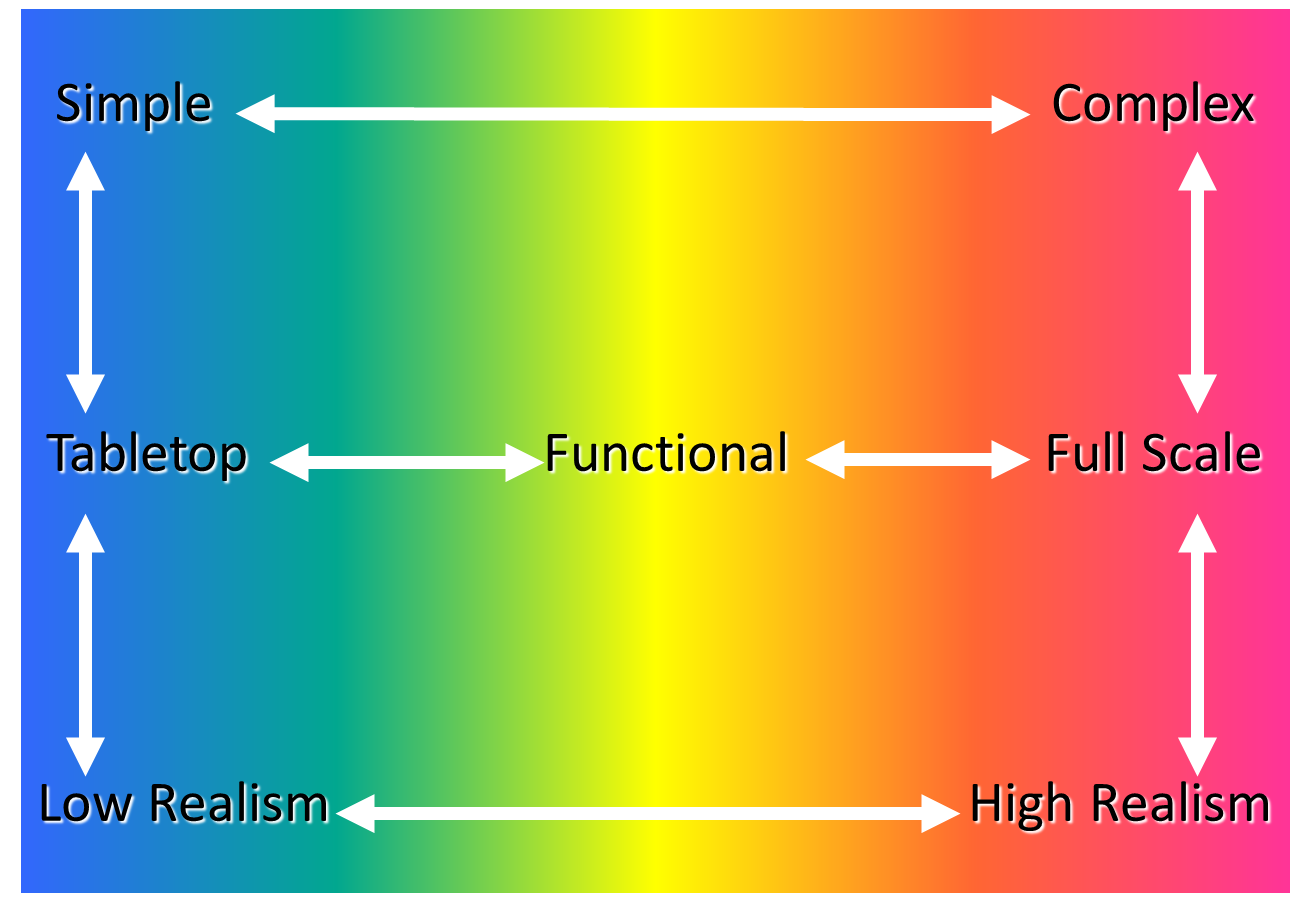 Simple Complex
Tabletop Functional Full Scale
Low Realism High Realism